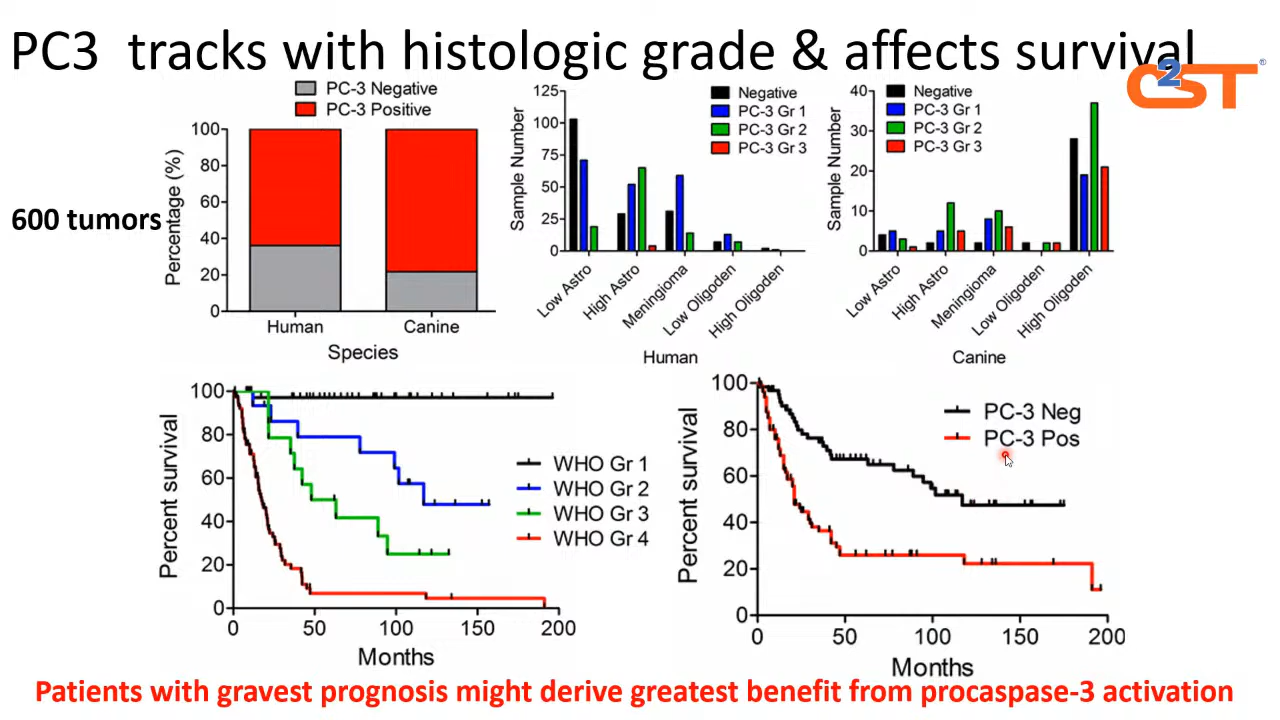 PC3 tracks with histologic grade & affects survival
C2ST®
600 tumors
PC-3 Negative
PC-3 Positive
Percentage (%)
100
80
60
40
20
0
Human
Canine
Species
Sample Number
125
100
75
50
25
0
Negative
PC-3 Gr 1
PC-3 Gr 2
PC-3 Gr 3
Low Astro
High Astro
Meningioma
Low Oligoden
High Oligoden
Human
Sample Number
40
30
20
10
0
Negative
PC-3 Gr 1
PC-3 Gr 2
PC-3 Gr 3
Low Astro
High Astro
Meningioma
Low Oligoden
High Oligoden
Canine
Percent survival
100
80
60
40
20
0
WHO Gr 1
WHO Gr 2
WHO Gr 3
WHO Gr 4
0
50
100
150
200
Months
Percent survival
100
80
60
40
20
0
PC-3 Neg
PC-3 Pos
0
50
100
150
200
Months
Patients with gravest prognosis might derive greatest benefit from procaspase-3 activation